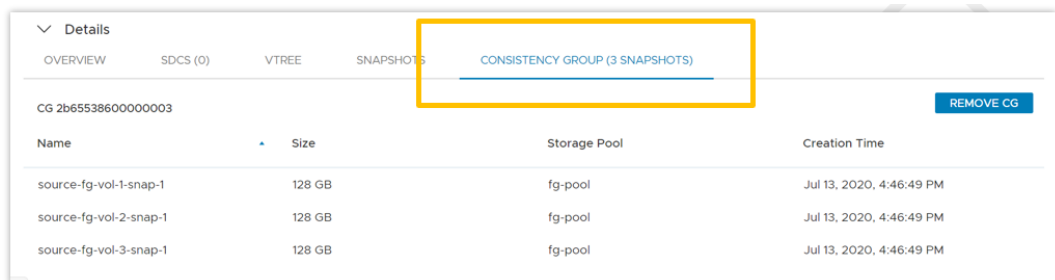 Details
OVERVIEW SDCS (0) VTREE SNAPSHOTS CONSISTENCY GROUP (3 SNAPSHOTS)
CG 2b65538600000003 REMOVE CG
Name Size Storage Pool Creation Time
source-fg-vol-1-snap-1 128 GB fg-pool Jul 13, 2020, 4:46:49 PM
source-fg-vol-2-snap-1 128 GB fg-pool Jul 13, 2020, 4:46:49 PM
source-fg-vol-3-snap-1 128 GB fg-pool Jul 13, 2020, 4:46:49 PM